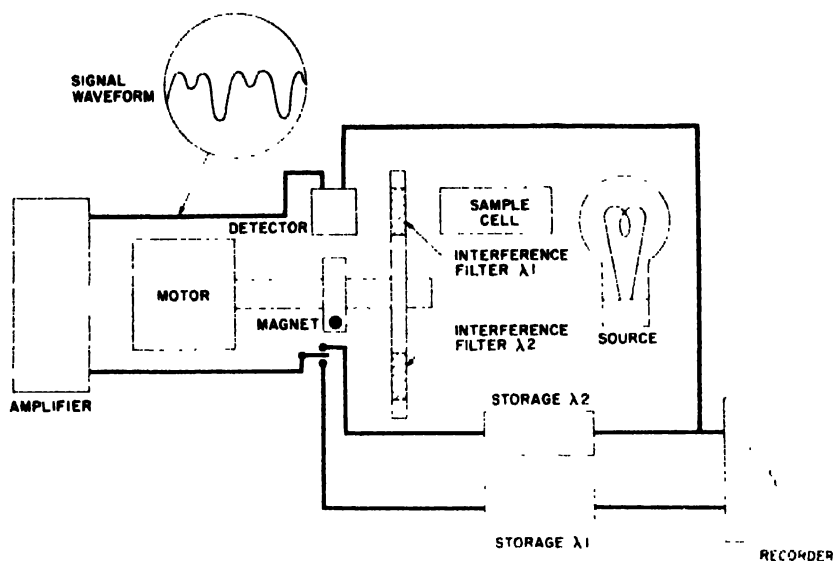 SIGNAL
WAVEFORM
DETECTOR
SAMPLE
CELL
INTERFERENCE
FILTER λ1
MOTOR
MAGNET
INTERFERENCE
FILTER λ2
SOURCE
AMPLIFIER
STORAGE λ2
STORAGE λ1
RECORDER